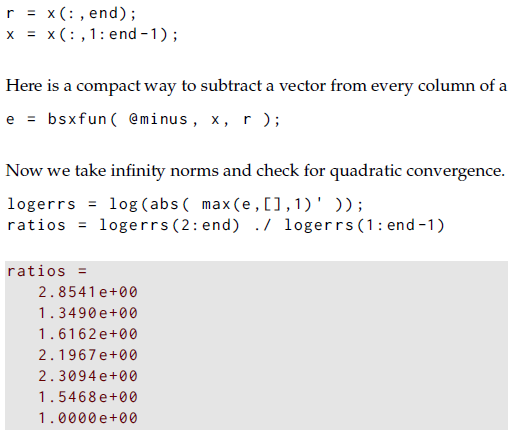 r = x(:,end);
x = x(:,1:end-1);
Here is a compact way to subtract a vector from every column of a
e = bsxfun( @minus, x, r );
Now we take infinity norms and check for quadratic convergence.
logerrs = log(abs( max(e,[],1)' ));
ratios = logerrs(2:end) ./ logerrs(1:end-1)
ratios =
2.8541e+00
1.3490e+00
1.6162e+00
2.1967e+00
2.3094e+00
1.5468e+00
1.0000e+00